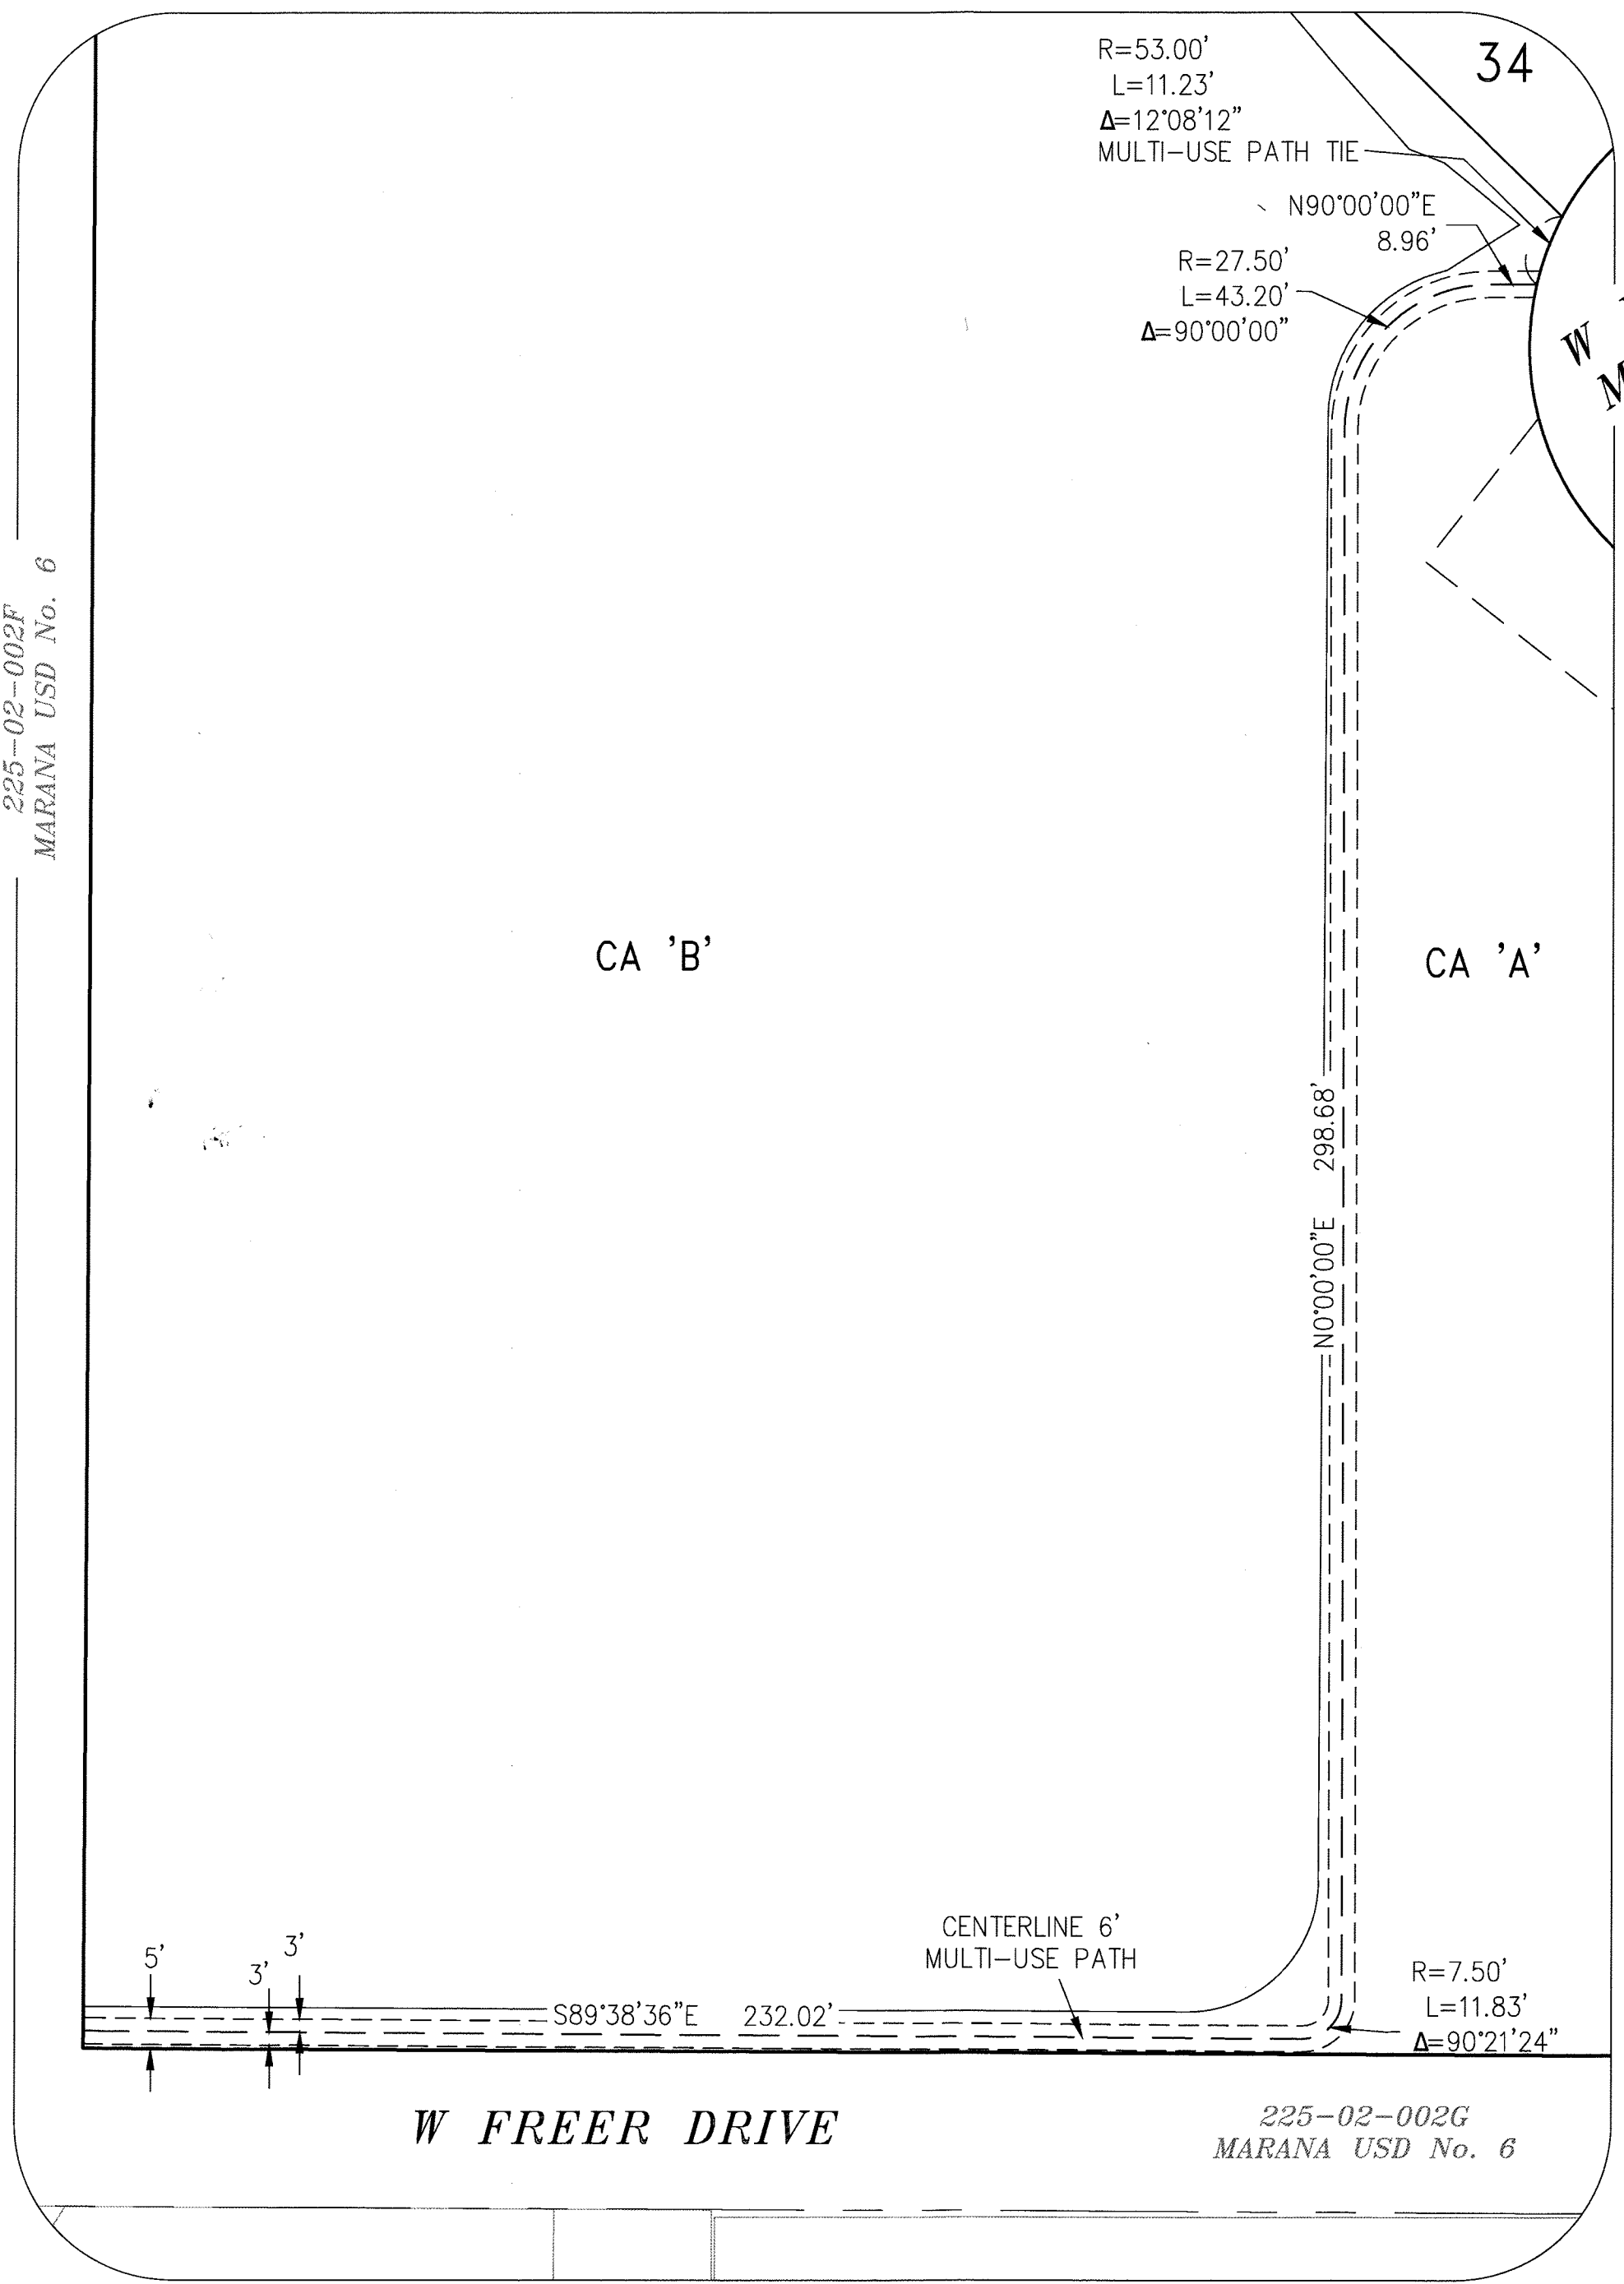 34
R=53.00'
L=11.23'
Δ=12°08'12"
MULTI-USE PATH TIE
N90°00'00"E
8.96'
R=27.50'
L=43.20'
Δ=90°00'00"
W
225-02-002F
MARANA USD No. 6
CA 'B'
CA 'A'
N0°00'00"E 298.68'
CENTERLINE 6'
MULTI-USE PATH
5'
3'
3'
S89°38'36"E 232.02'
R=7.50'
L=11.83'
Δ=90°21'24"
W FREER DRIVE
225-02-002G
MARANA USD No. 6